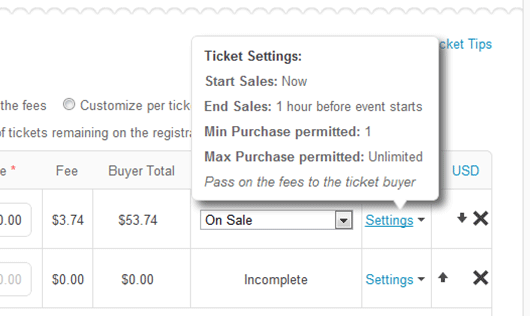 Ticket Settings:
cket Tips
Start Sales: Now
the fees Customize per tick
End Sales: 1 hour before event starts
of tickets remaining on the registra
Min Purchase permitted: 1
Max Purchase permitted: Unlimited
Pass on the fees to the ticket buyer
e * Fee Buyer Total USD
0.00 $3.74 $53.74 On Sale Settings
0.00 $0.00 $0.00 Incomplete Settings